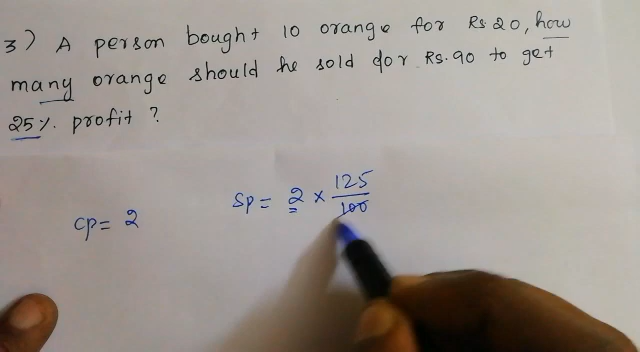 3) A person bought 10 orange for Rs 20, how
many orange should he sold for Rs. 90 to get
25%. profit ?
CP = 2
SP = 2 × 125/100